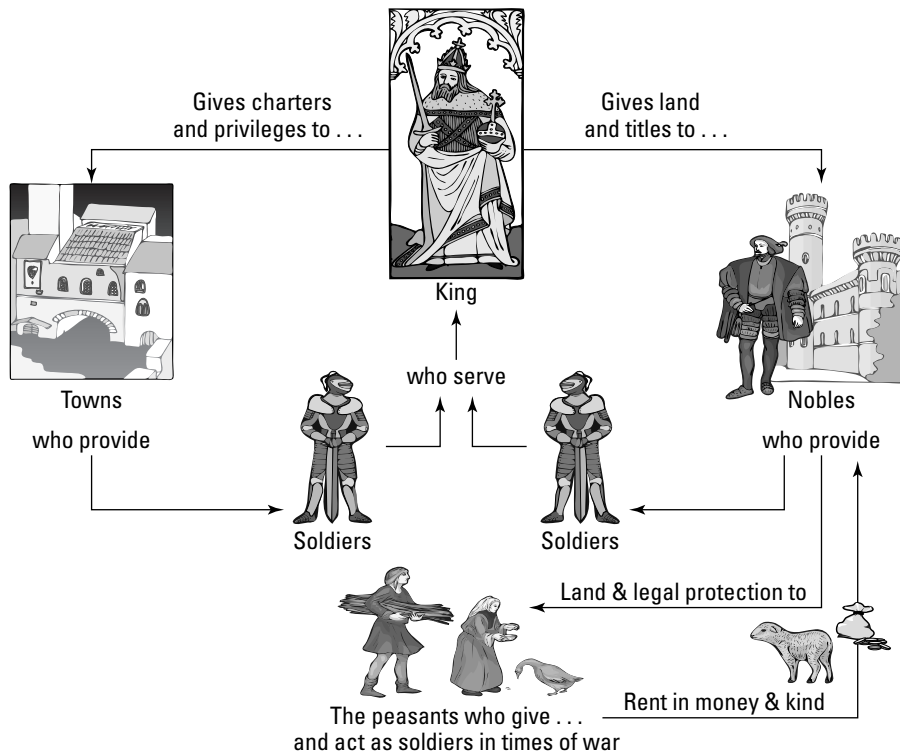 Gives charters
and privileges to . . .
Gives land
and titles to . . .
King
who serve
Towns
who provide
Nobles
who provide
Soldiers
Soldiers
Land & legal protection to
Rent in money & kind
The peasants who give . . .
and act as soldiers in times of war